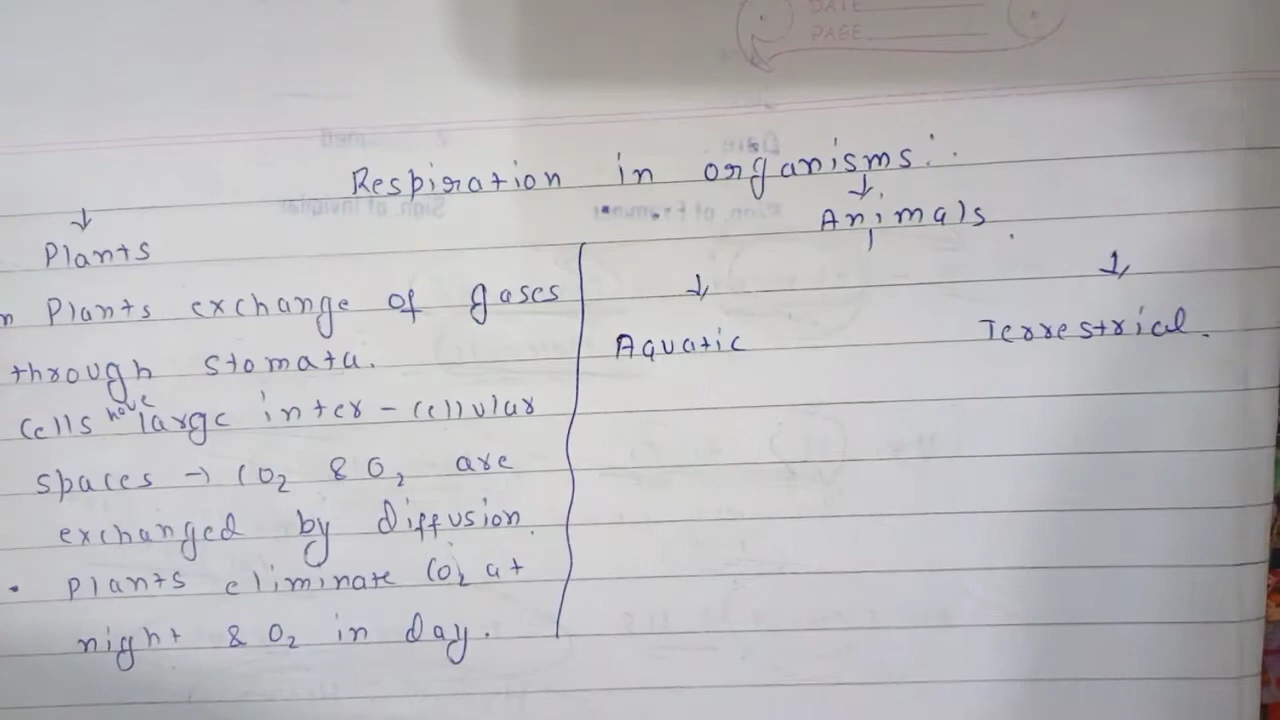 DATE
PAGE
Respiration in organisms:
↓ ↓
Plants Animals
n Plants exchange of gases
through stomata.
↓ ↓
Aquatic Terrestrial.
cells have large inter-cellular
spaces → CO2 & O2 are
exchanged by diffusion.
• Plants eliminate CO2 at
night & O2 in day.